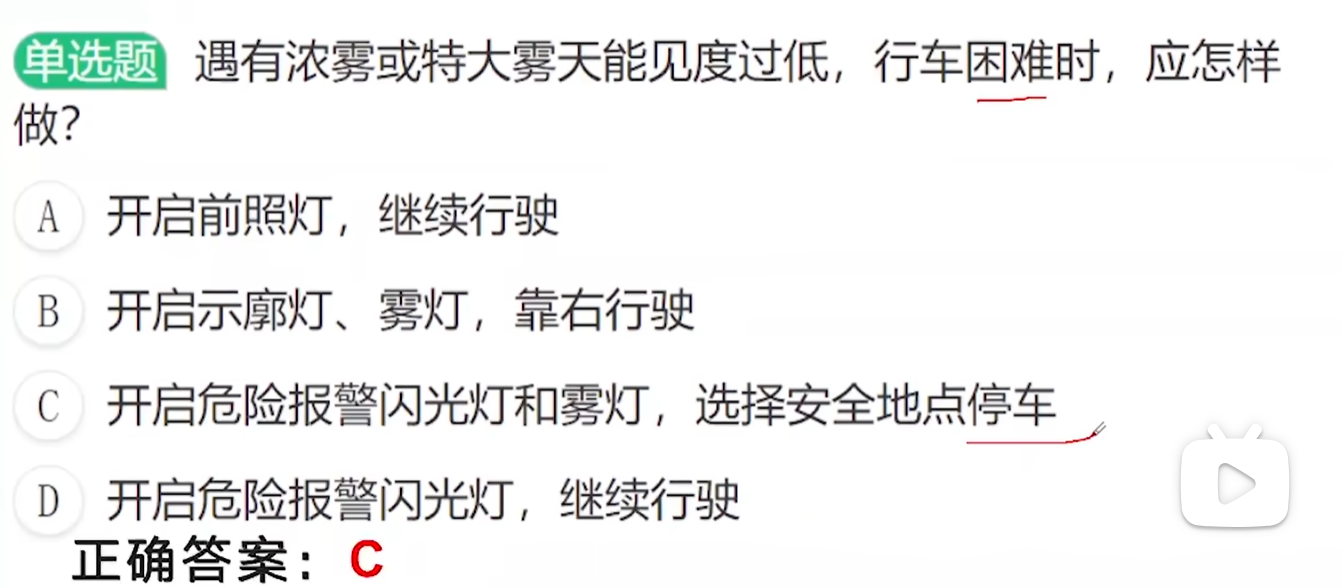 单选题 遇有浓雾或特大雾天能见度过低，行车困难时，应怎样
做？
A 开启前照灯，继续行驶
B 开启示廓灯、雾灯，靠右行驶
C 开启危险报警闪光灯和雾灯，选择安全地点停车
D 开启危险报警闪光灯，继续行驶
正确答案：C